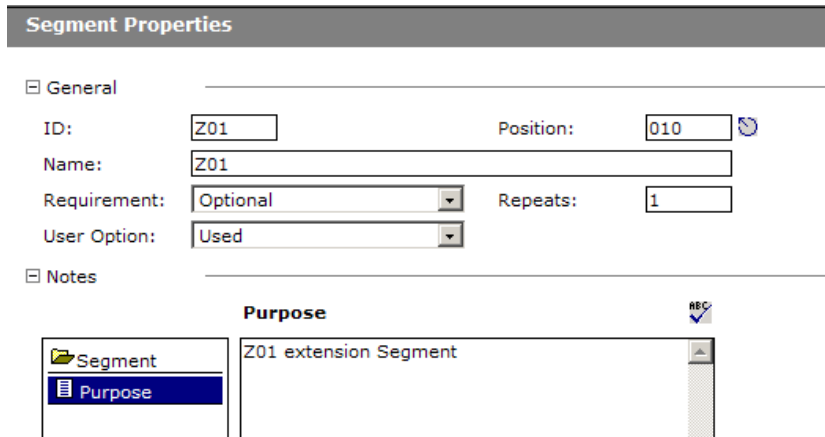 Segment Properties
General
ID: Z01 Position: 010
Name: Z01
Requirement: Optional Repeats: 1
User Option: Used
Notes
Purpose ABC
Segment Z01 extension Segment
Purpose